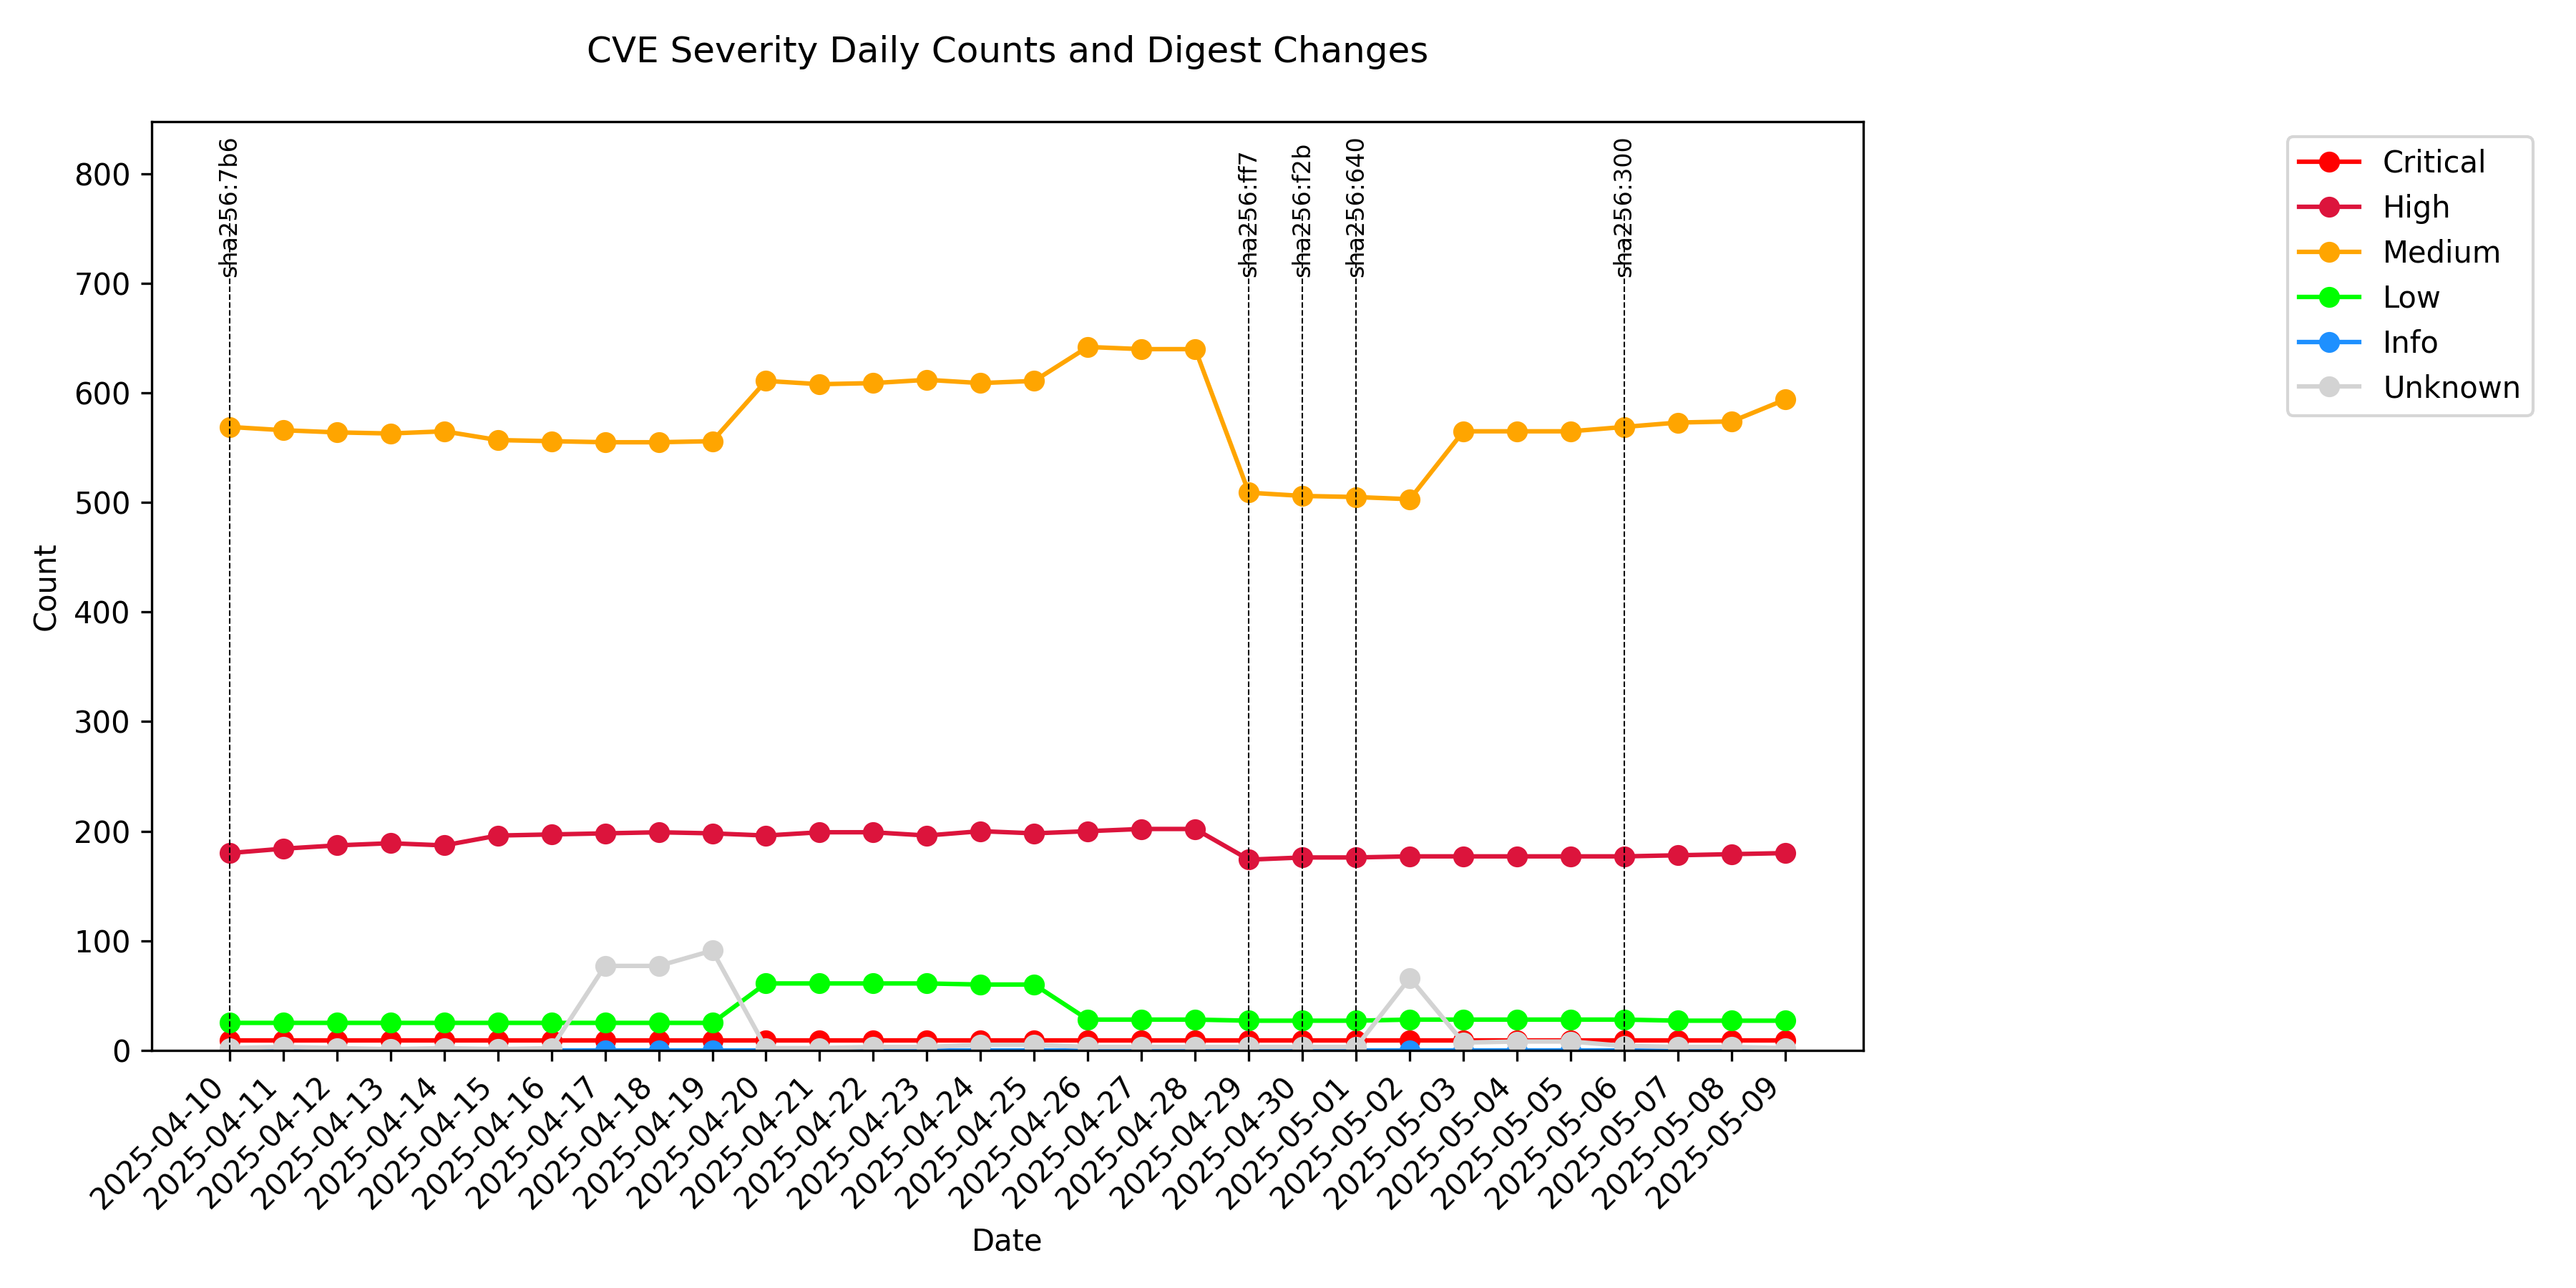 CVE Severity Daily Counts and Digest Changes
800
700
600
500
400
300
200
100
0
Count
sha256:7b6
sha256:ff7
sha256:f2b
sha256:640
sha256:300
Critical
High
Medium
Low
Info
Unknown
2025-04-10
2025-04-11
2025-04-12
2025-04-13
2025-04-14
2025-04-15
2025-04-16
2025-04-17
2025-04-18
2025-04-19
2025-04-20
2025-04-21
2025-04-22
2025-04-23
2025-04-24
2025-04-25
2025-04-26
2025-04-27
2025-04-28
2025-04-29
2025-04-30
2025-05-01
2025-05-02
2025-05-03
2025-05-04
2025-05-05
2025-05-06
2025-05-07
2025-05-08
2025-05-09
Date